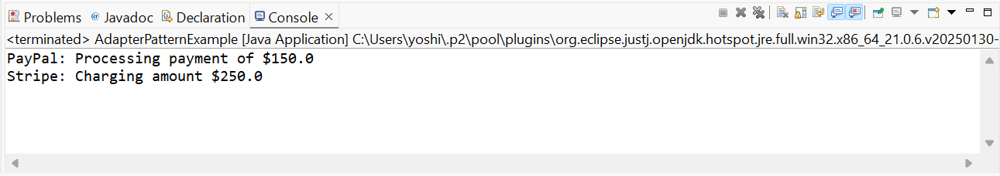 Problems @ Javadoc Declaration Console
<terminated> AdapterPatternExample [Java Application] C:\Users\yoshi\.p2\pool\plugins\org.eclipse.justj.openjdk.hotspot.jre.full.win32.x86_64_21.0.6.v20250130-
PayPal: Processing payment of $150.0
Stripe: Charging amount $250.0